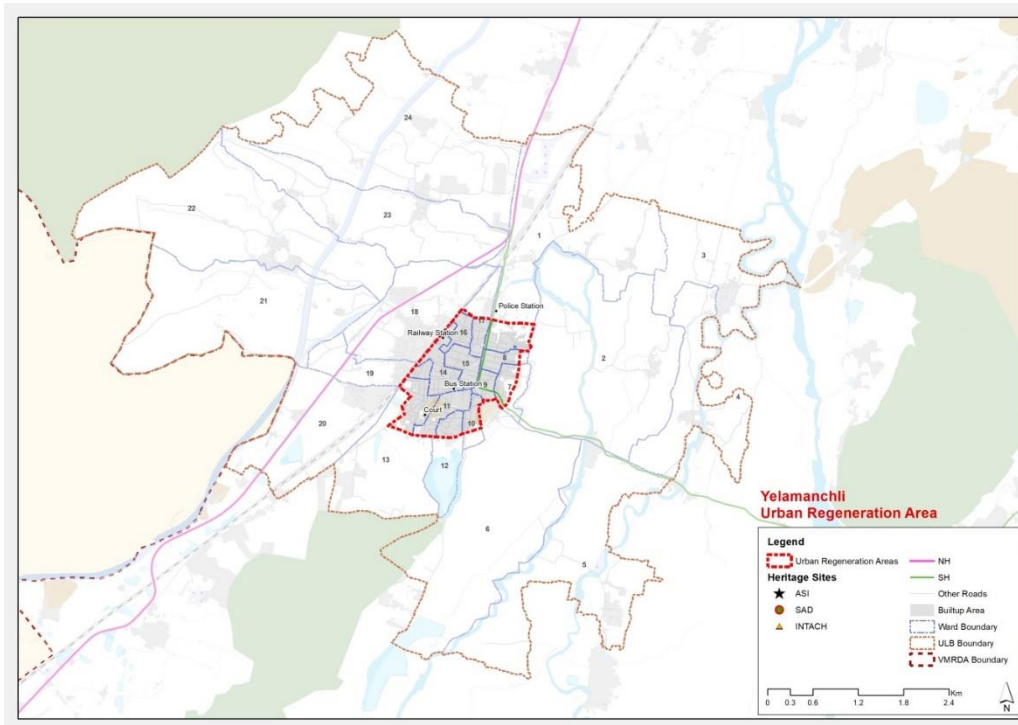 24
22
23
1
3
21
Police Station
18
17
Railway Station
16
2
15
8
19
14
Bus Station
9
7
4
11
Court
20
10
13
12
6
5
Yelamanchli
Urban Regeneration Area
Legend
Urban Regeneration Areas
Heritage Sites
ASI
SAD
INTACH
NH
SH
Other Roads
Builtup Area
Ward Boundary
ULB Boundary
VMRDA Boundary
Km
0 0.3 0.6 1.2 1.8 2.4
N